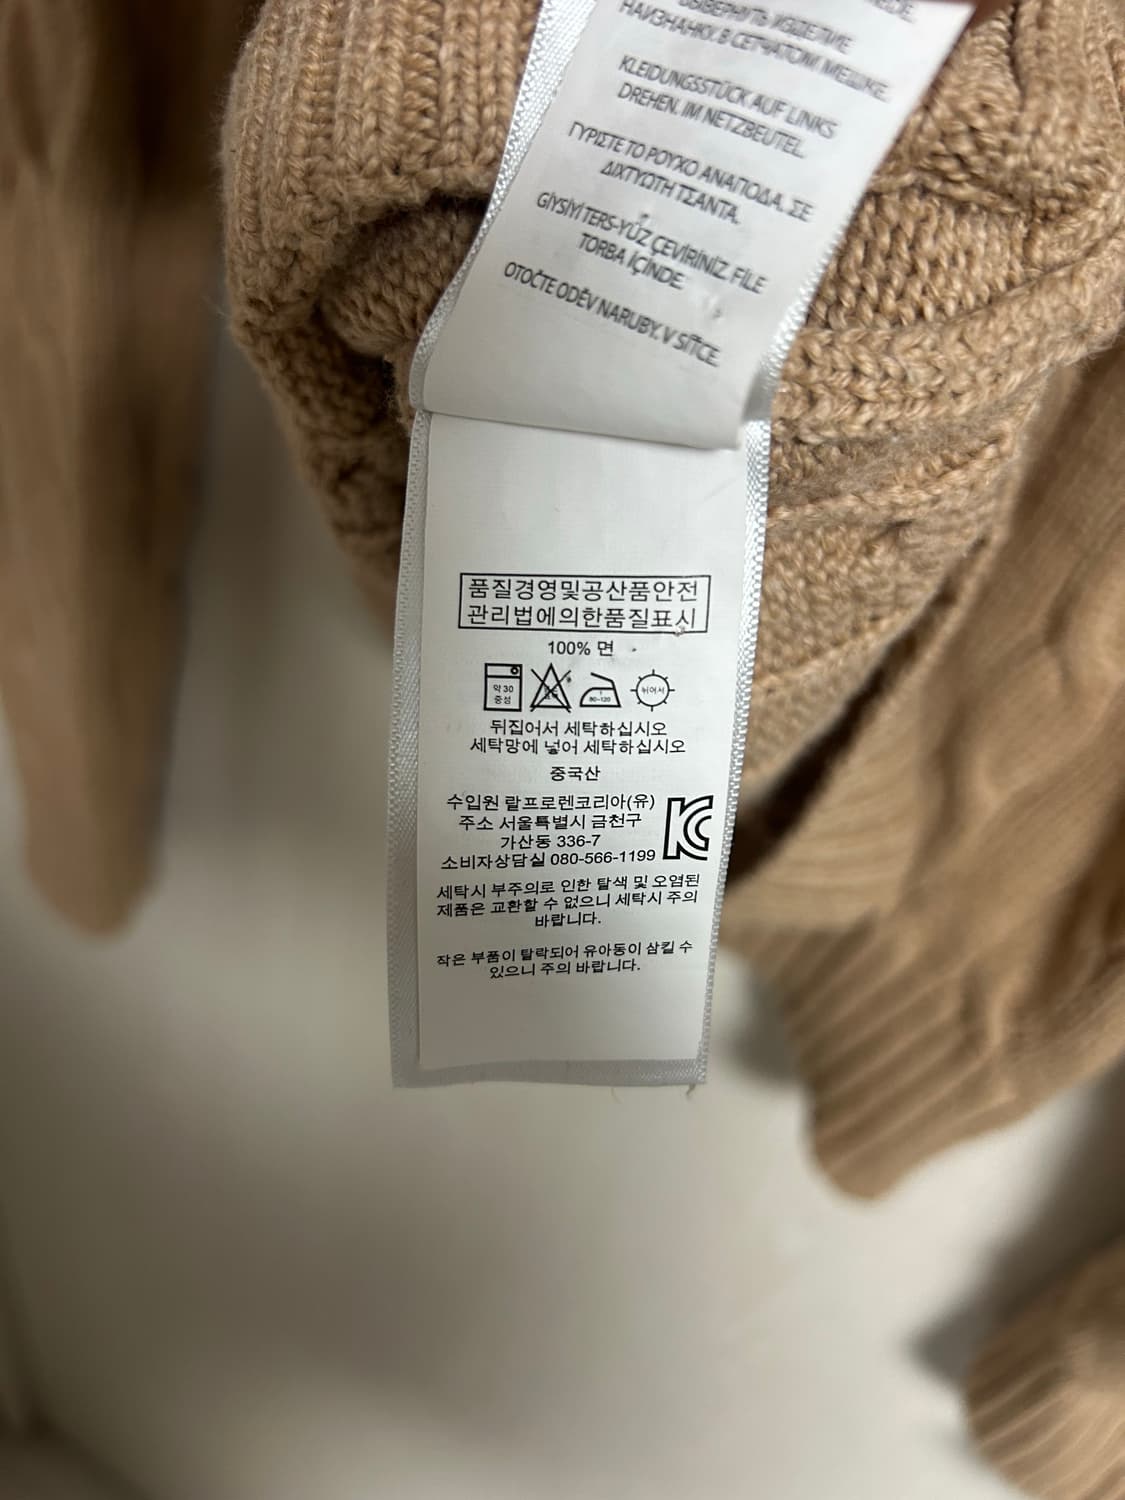 ВЫВЕРНУТЬ ИЗДЕЛИЕ
НАИЗНАНКУ. В СЕТЧАТОМ МЕШКЕ.
KLEIDUNGSSTÜCK AUF LINKS
DREHEN. IM NETZBEUTEL.
ΓΥΡΙΣΤΕ ΤΟ ΡΟΥΧΟ ΑΝΑΠΟΔΑ. ΣΕ
ΔΙΧΤΥΩΤΗ ΤΣΑΝΤΑ.
GİYSİYİ TERS-YÜZ ÇEVİRİNİZ. FİLE
TORBA İÇİNDE
OTOČTE ODĚV NARUBY. V SÍŤCE.
품질경영및공산품안전
관리법에의한품질표시
100% 면
약 30
중성
80~120
뉘어서
뒤집어서 세탁하십시오
세탁망에 넣어 세탁하십시오
중국산
수입원 랄프로렌코리아(유)
주소 서울특별시 금천구
가산동 336-7
소비자상담실 080-566-1199
세탁시 부주의로 인한 탈색 및 오염된
제품은 교환할 수 없으니 세탁시 주의
바랍니다.
작은 부품이 탈락되어 유아동이 삼킬 수
있으니 주의 바랍니다.